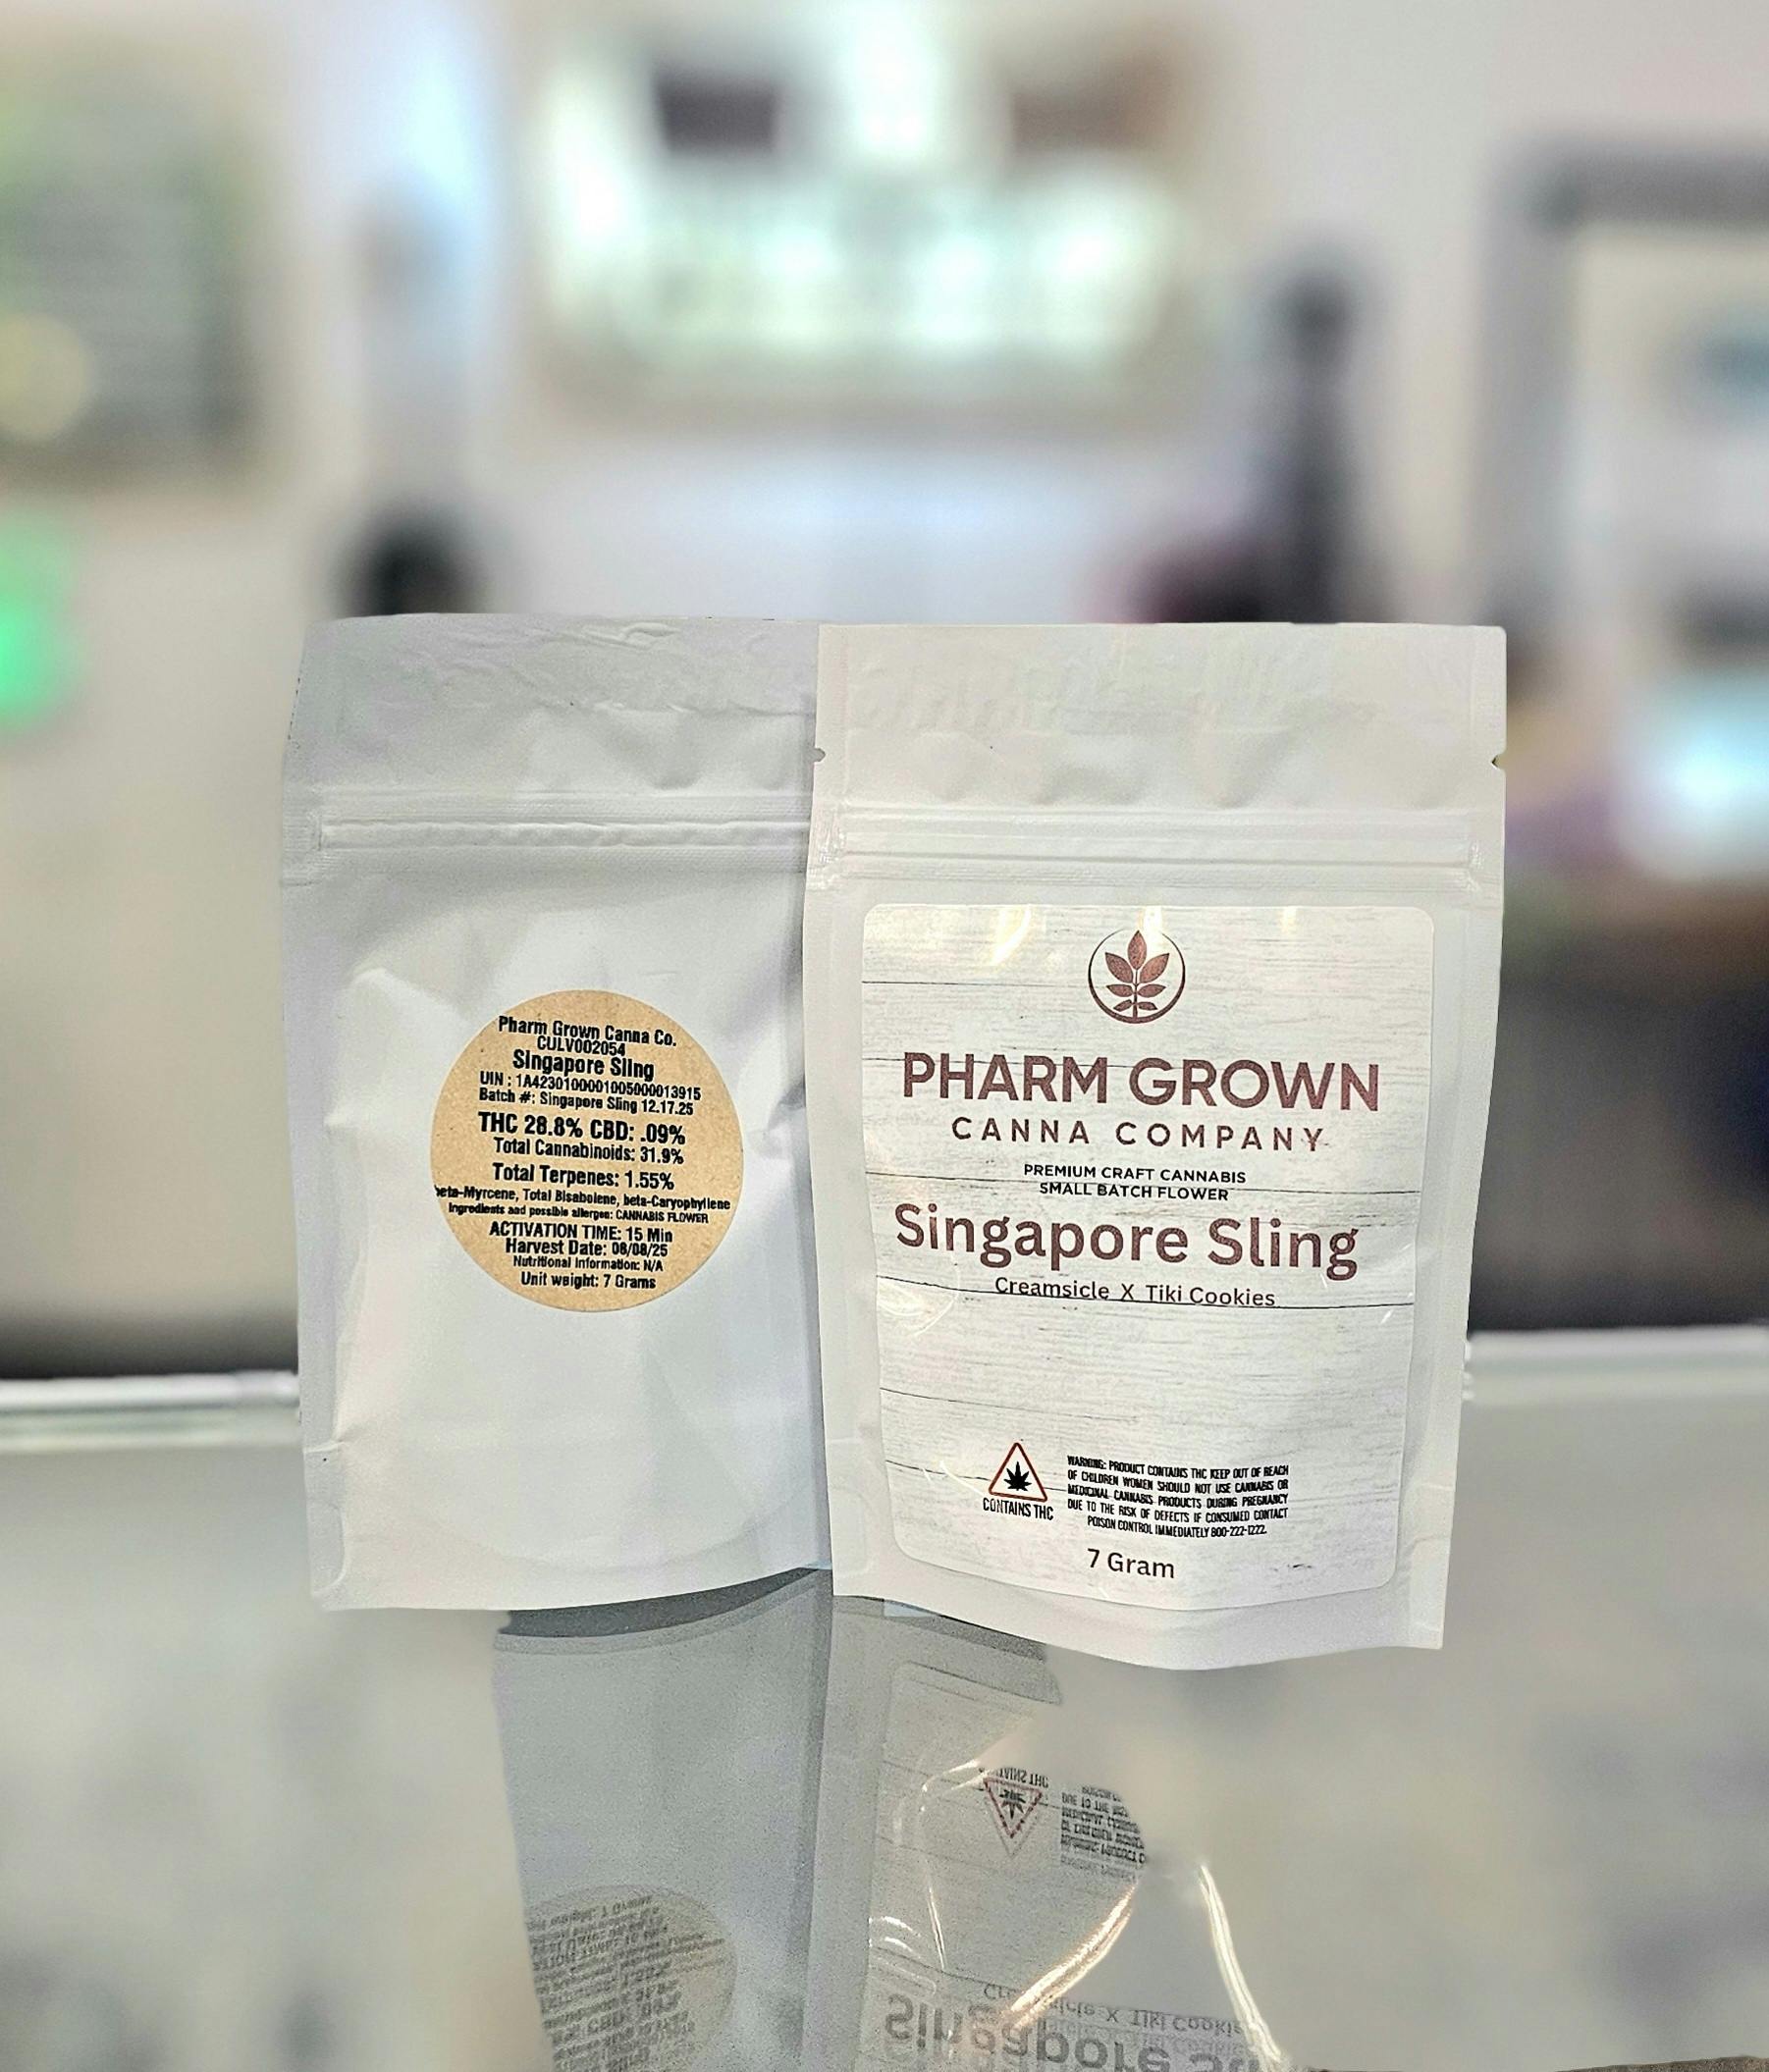 Pharm Grown Canna Co.
CULV002054
Singapore Sling
UIN : 1A4230100001005000013915
Batch #: Singapore Sling 12.17.25
THC 28.8% CBD: .09%
Total Cannabinoids: 31.9%
Total Terpenes: 1.55%
beta-Myrcene, Total Bisabolene, beta-Caryophyllene
Ingredients and possible allergen: CANNABIS FLOWER
ACTIVATION TIME: 15 Min
Harvest Date: 08/08/25
Nutritional Information: N/A
Unit weight: 7 Grams
PHARM GROWN
CANNA COMPANY
PREMIUM CRAFT CANNABIS
SMALL BATCH FLOWER
Singapore Sling
Creamsicle X Tiki Cookies
CONTAINS THC
WARNING: PRODUCT CONTAINS THC KEEP OUT OF REACH
OF CHILDREN WOMEN SHOULD NOT USE CANNABIS OR
MEDICINAL CANNABIS PRODUCTS DURING PREGNANCY
DUE TO THE RISK OF DEFECTS IF CONSUMED CONTACT
POISON CONTROL IMMEDIATELY 800-222-1222.
7 Gram